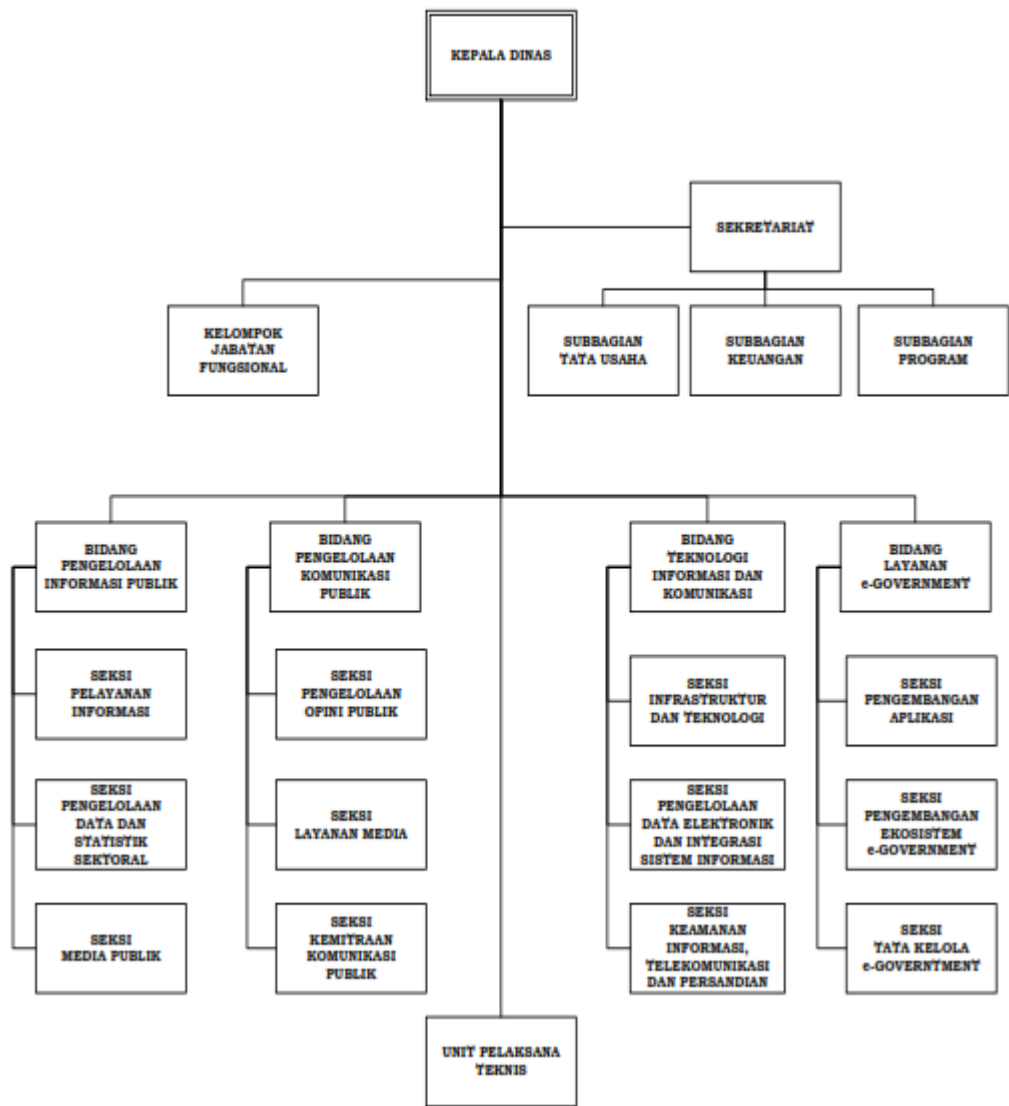 KEPALA DINAS
SEKRETARIAT
KELOMPOK
JABATAN
FUNGSIONAL
SUBBAGIAN
TATA USAHA
SUBBAGIAN
KEUANGAN
SUBBAGIAN
PROGRAM
BIDANG
PENGELOLAAN
INFORMASI PUBLIK
BIDANG
PENGELOLAAN
KOMUNIKASI
PUBLIK
BIDANG
TEKNOLOGI
INFORMASI DAN
KOMUNIKASI
BIDANG
LAYANAN
e-GOVERNMENT
SEKSI
PELAYANAN
INFORMASI
SEKSI
PENGELOLAAN
OPINI PUBLIK
SEKSI
INFRASTRUKTUR
DAN TEKNOLOGI
SEKSI
PENGEMBANGAN
APLIKASI
SEKSI
PENGELOLAAN
DATA DAN
STATISTIK
SEKTORAL
SEKSI
LAYANAN MEDIA
SEKSI
PENGELOLAAN
DATA ELEKTRONIK
DAN INTEGRASI
SISTEM INFORMASI
SEKSI
PENGEMBANGAN
EKOSISTEM
e-GOVERNMENT
SEKSI
MEDIA PUBLIK
SEKSI
KEMITRAAN
KOMUNIKASI
PUBLIK
SEKSI
KEAMANAN
INFORMASI,
TELEKOMUNIKASI
DAN PERSANDIAN
SEKSI
TATA KELOLA
e-GOVERNTMENT
UNIT PELAKSANA
TEKNIS